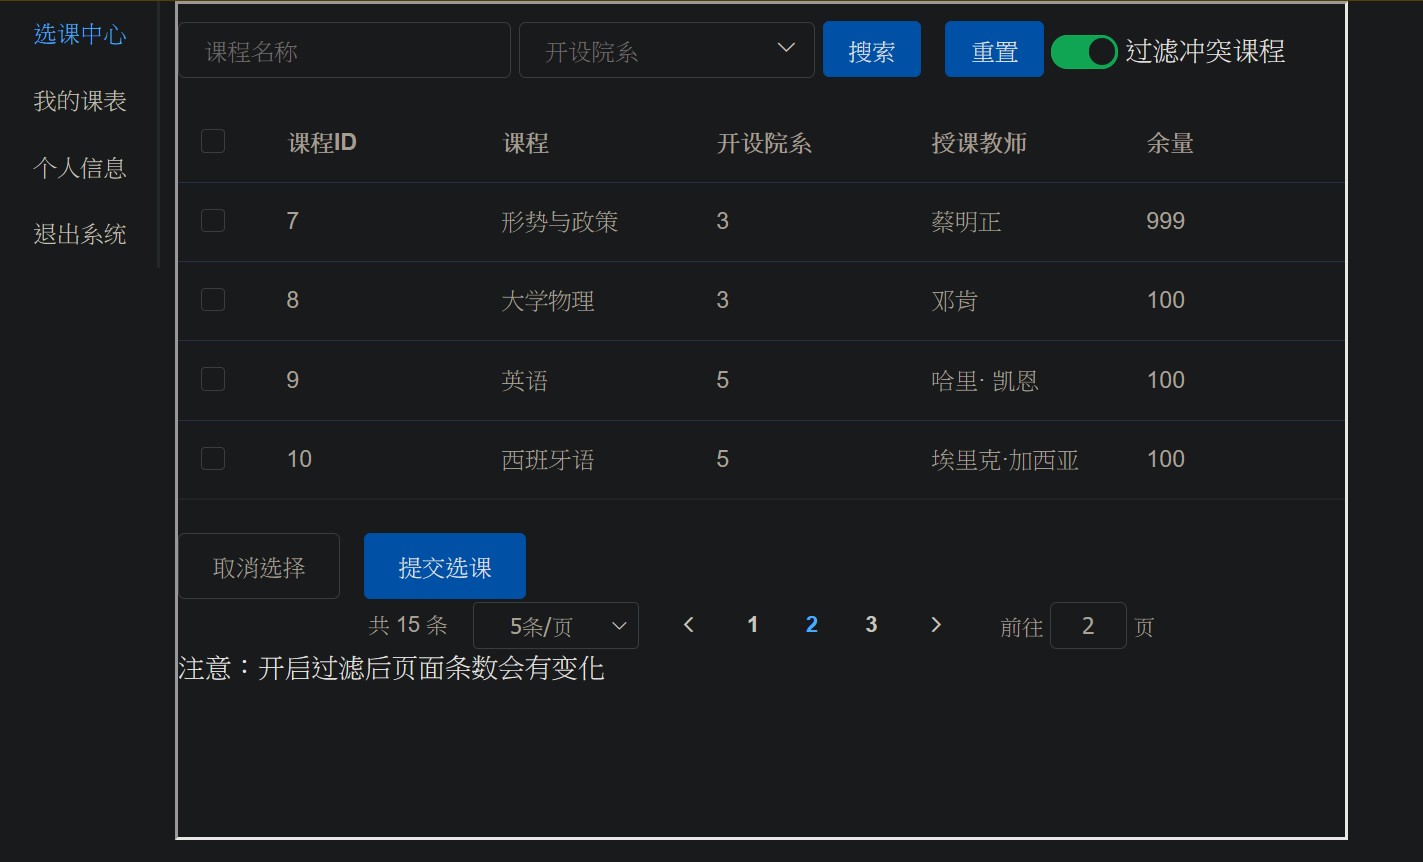 选课中心
我的课表
个人信息
退出系统
课程名称 开设院系 搜索 重置 过滤冲突课程
课程ID 课程 开设院系 授课教师 余量
7 形势与政策 3 蔡明正 999
8 大学物理 3 邓肯 100
9 英语 5 哈里· 凯恩 100
10 西班牙语 5 埃里克·加西亚 100
取消选择 提交选课
共 15 条 5条/页 1 2 3 前往 2 页
注意：开启过滤后页面条数会有变化